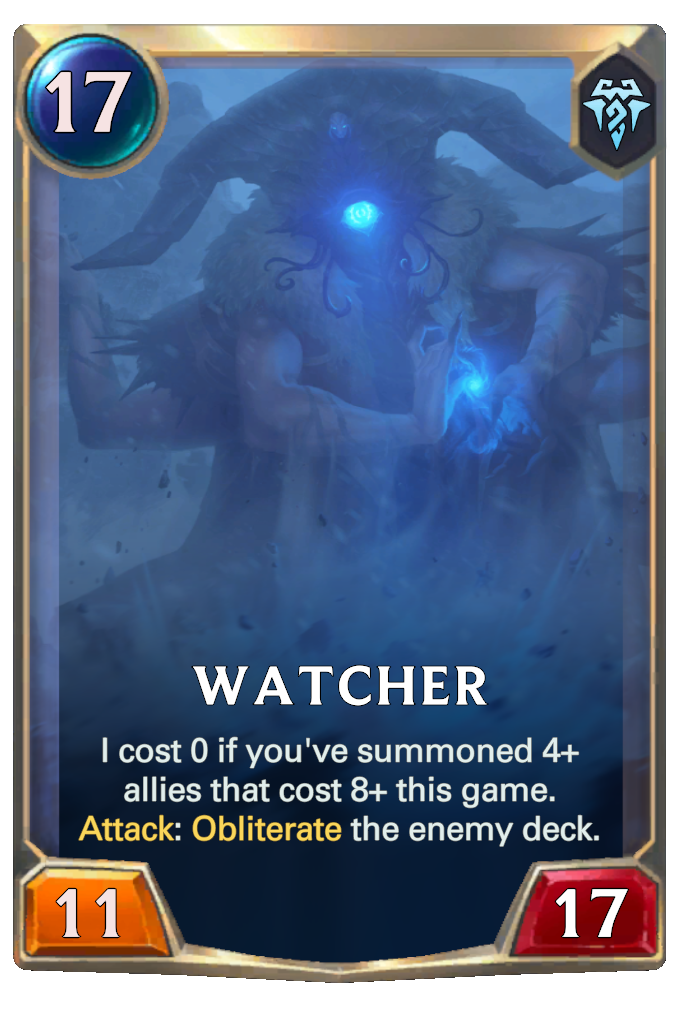 17
WATCHER
I cost 0 if you've summoned 4+
allies that cost 8+ this game.
Attack: Obliterate the enemy deck.
11
17